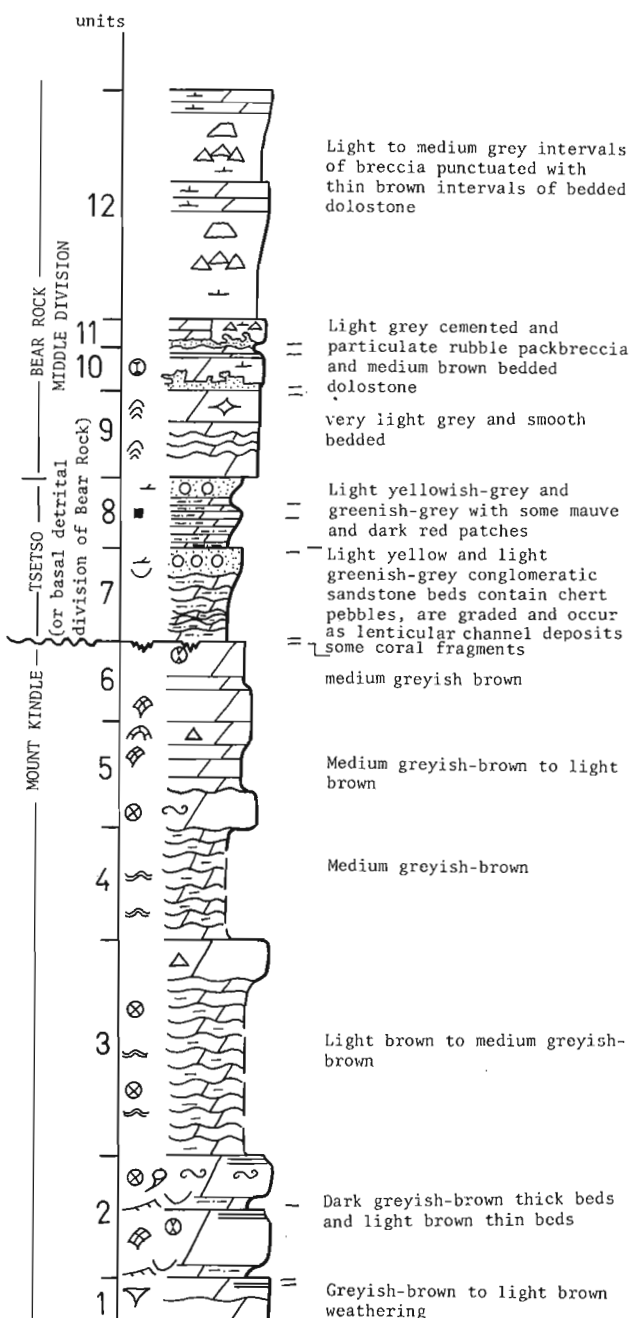 units
12
Light to medium grey intervals
of breccia punctuated with
thin brown intervals of bedded
dolostone
BEAR ROCK
MIDDLE DIVISION
11
Light grey cemented and
particulate rubble packbreccia
and medium brown bedded
dolostone
10
9
very light grey and smooth
bedded
TSETSO
(or basal detrital
division of Bear Rock)
8
Light yellowish-grey and
greenish-grey with some mauve
and dark red patches
7
Light yellow and light
greenish-grey conglomeratic
sandstone beds contain chert
pebbles, are graded and occur
as lenticular channel deposits
some coral fragments
MOUNT KINDLE
6
medium greyish brown
5
Medium greyish-brown to light
brown
4
Medium greyish-brown
3
Light brown to medium greyish-
brown
2
Dark greyish-brown thick beds
and light brown thin beds
1
Greyish-brown to light brown
weathering